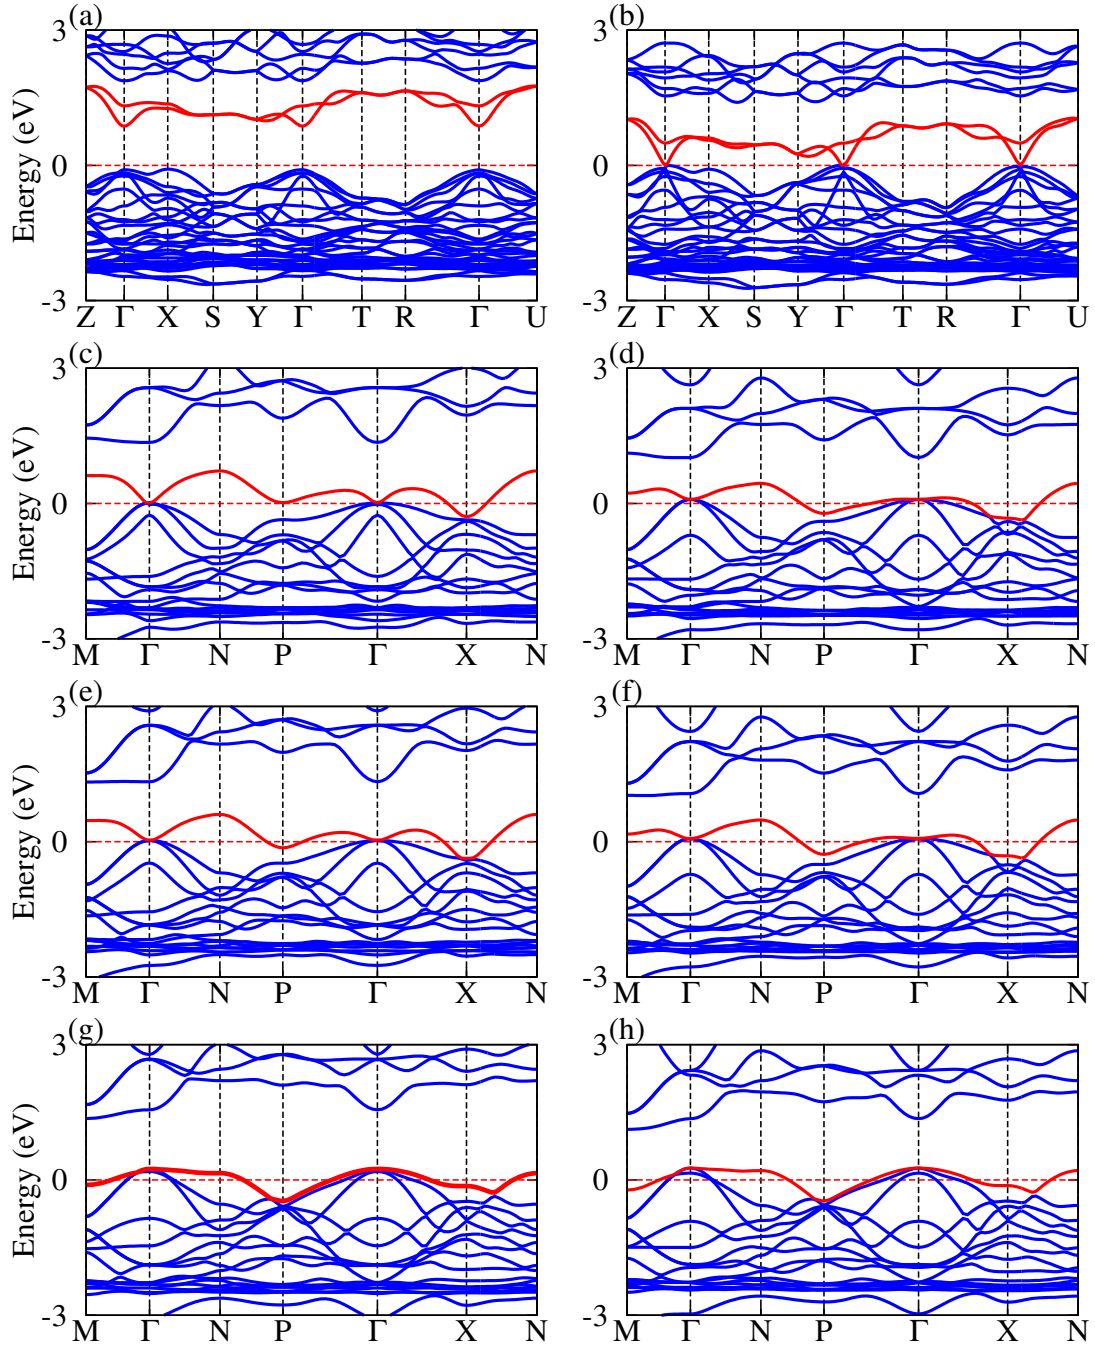 (a) (b)
3 3
Energy (eV)
0 0
-3 -3
Z Γ X S Y Γ T R Γ U Z Γ X S Y Γ T R Γ U
(c) (d)
3 3
Energy (eV)
0 0
-3 -3
M Γ N P Γ X N M Γ N P Γ X N
(e) (f)
3 3
Energy (eV)
0 0
-3 -3
M Γ N P Γ X N M Γ N P Γ X N
(g) (h)
3 3
Energy (eV)
0 0
-3 -3
M Γ N P Γ X N M Γ N P Γ X N